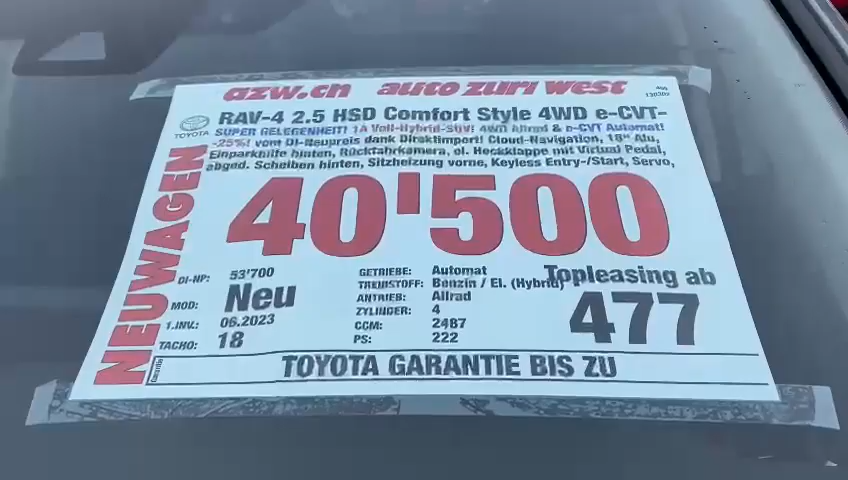 azw.ch auto züri west
TOYOTA
RAV-4 2.5 HSD Comfort Style 4WD e-CVT-
SUPER GELEGENHEIT! 1A Voll-Hybrid-SUV! 4WD Allrad & e-CVT Automat!
-25%! vom DI-Neupreis dank Direktimport! Cloud-Navigation, 18" Alu,
Einparkhilfe hinten, Rückfahrkamera, el. Heckklappe mit Virtual Pedal,
abged. Scheiben hinten, Sitzheizung vorne, Keyless Entry-/Start, Servo,
NEUWAGEN
40'500
DI-NP: 53'700
MOD: Neu
1.INV.: 06.2023
TACHO: 18
GETRIEBE: Automat
TREIBSTOFF: Benzin / El. (Hybrid)
ANTRIEB: Allrad
ZYLINDER: 4
CCM: 2487
PS: 222
Topleasing ab
477
Garantie
TOYOTA GARANTIE BIS ZU